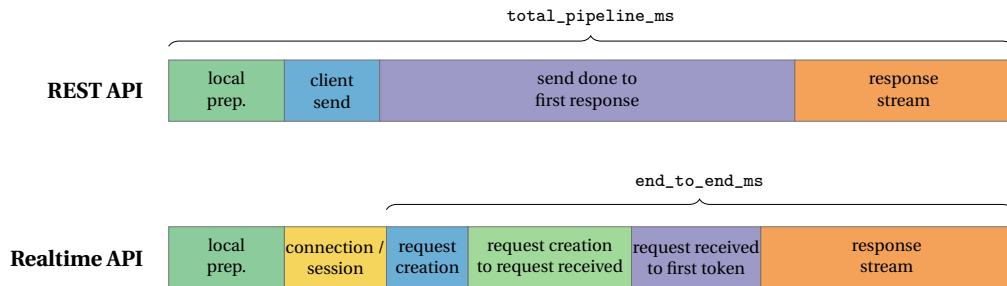 total_pipeline_ms
REST API
local
prep.
client
send
send done to
first response
response
stream
end_to_end_ms
Realtime API
local
prep.
connection /
session
request
creation
request creation
to request received
request received
to first token
response
stream